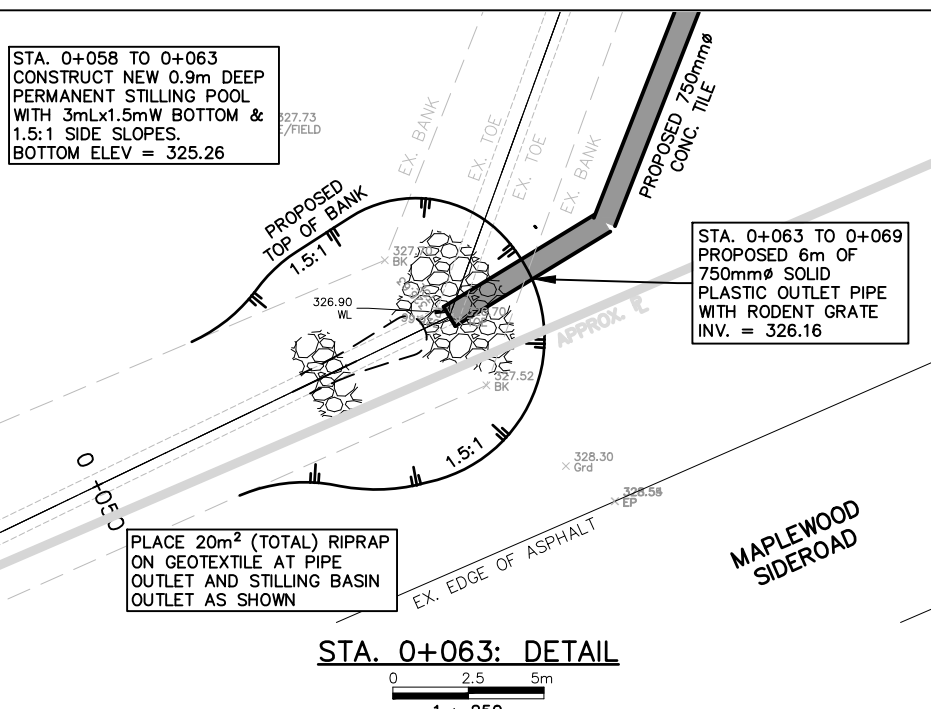 STA. 0+058 TO 0+063
CONSTRUCT NEW 0.9m DEEP
PERMANENT STILLING POOL
WITH 3mLx1.5mW BOTTOM &
1.5:1 SIDE SLOPES.
BOTTOM ELEV = 325.26
327.73
E/FIELD
EX. BANK
EX. TOE
EX. TOE
EX. BANK
PROPOSED 750mmø
CONC. TILE
PROPOSED
TOP OF BANK
1.5:1
BK
326.90
WL
STA. 0+063 TO 0+069
PROPOSED 6m OF
750mmø SOLID
PLASTIC OUTLET PIPE
WITH RODENT GRATE
INV. = 326.16
APPROX. ℄
327.52
BK
1.5:1
328.30
Grd
EP
0+050
PLACE 20m² (TOTAL) RIPRAP
ON GEOTEXTILE AT PIPE
OUTLET AND STILLING BASIN
OUTLET AS SHOWN
EX. EDGE OF ASPHALT
MAPLEWOOD
SIDEROAD
STA. 0+063: DETAIL
0 2.5 5m
1 : 250